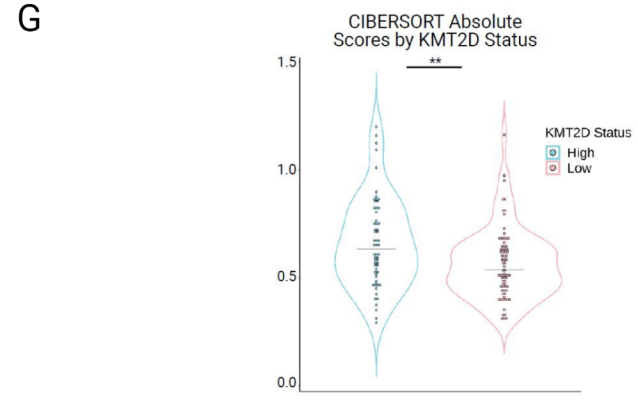 G
CIBERSORT Absolute
Scores by KMT2D Status
**
1.5
1.0
0.5
0.0
KMT2D Status
High
Low